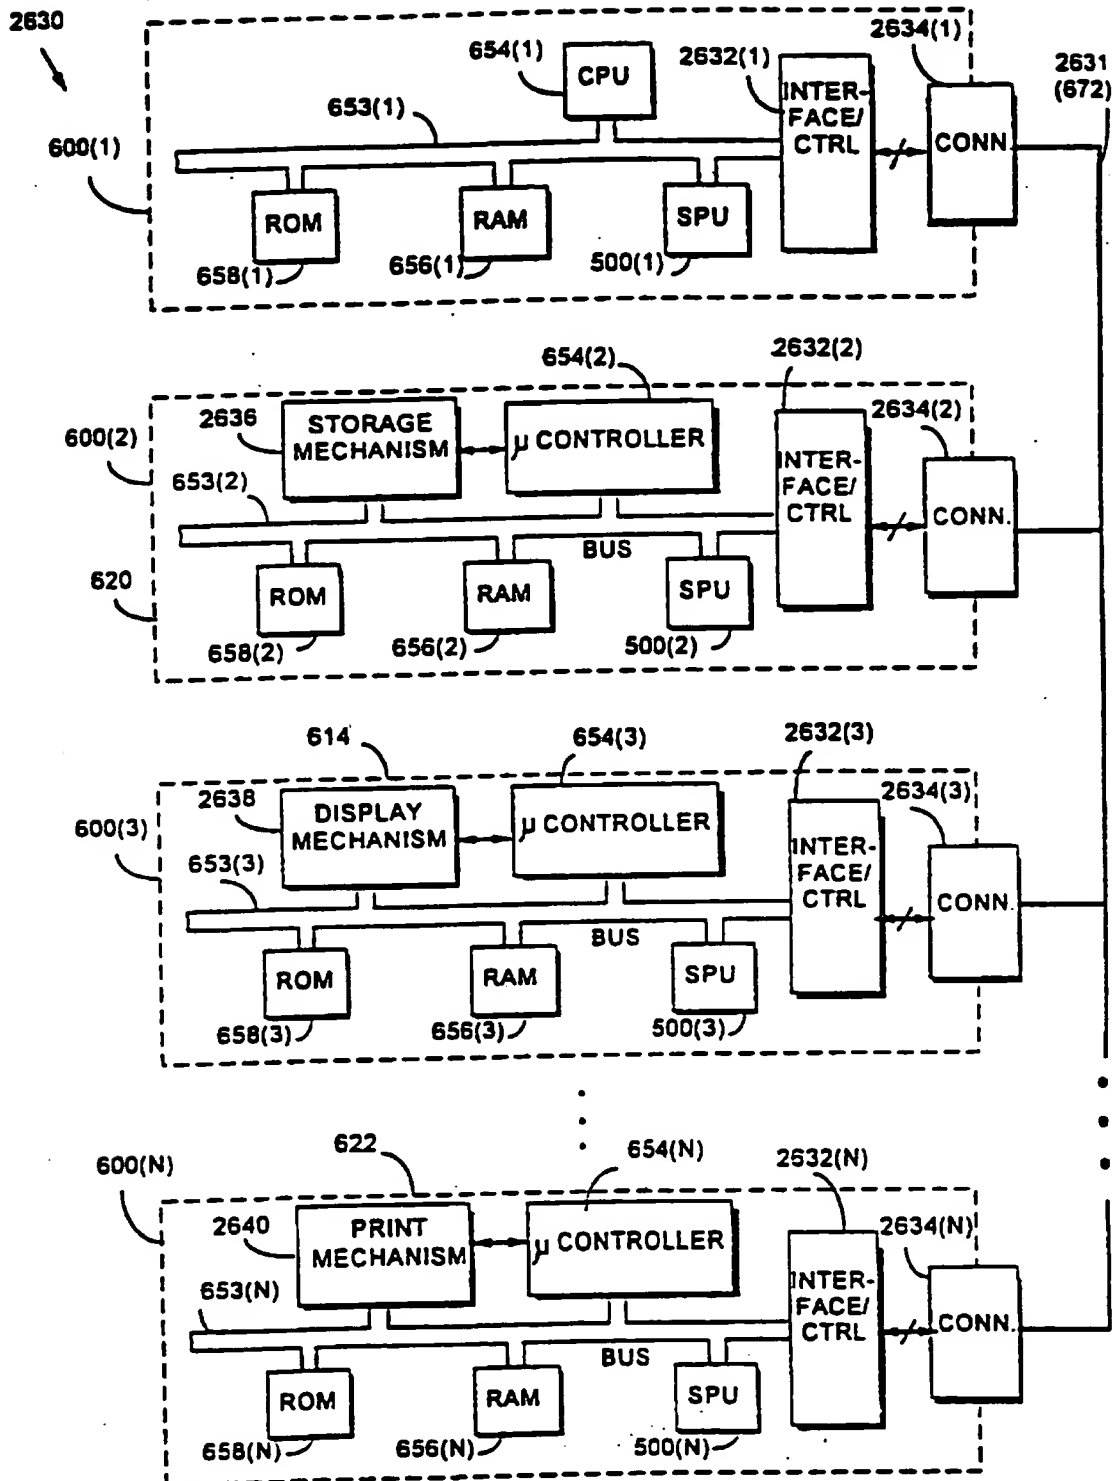 2630
2634(1)
654(1)
2632(1)
2631
(672)
CPU
INTER-
FACE/
CTRL
653(1)
CONN.
600(1)
ROM
RAM
SPU
658(1)
656(1)
500(1)
654(2)
2632(2)
2634(2)
2636
STORAGE
MECHANISM
μ CONTROLLER
600(2)
INTER-
FACE/
CTRL
653(2)
CONN.
BUS
620
ROM
RAM
SPU
658(2)
656(2)
500(2)
614
654(3)
2632(3)
2634(3)
2638
DISPLAY
MECHANISM
μ CONTROLLER
600(3)
INTER-
FACE/
CTRL
653(3)
CONN.
BUS
ROM
RAM
SPU
658(3)
656(3)
500(3)
622
654(N)
2632(N)
600(N)
2634(N)
2640
PRINT
MECHANISM
μ CONTROLLER
INTER-
FACE/
CTRL
653(N)
CONN.
BUS
ROM
RAM
SPU
658(N)
656(N)
500(N)